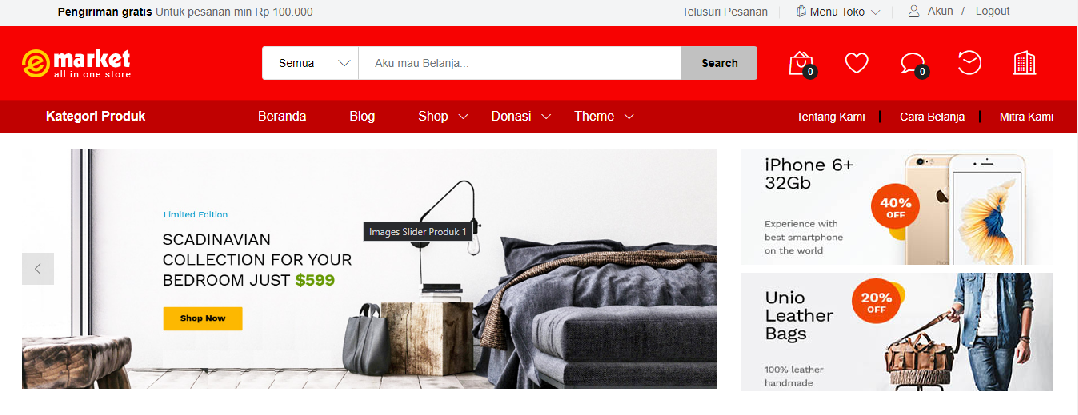 Pengiriman gratis Untuk pesanan min Rp 100.000
Telusuri Pesanan
Menu Toko
Akun / Logout
e market
all in one store
Semua
Aku mau Belanja...
Search
0
0
Kategori Produk
Beranda
Blog
Shop
Donasi
Theme
Tentang Kami
Cara Belanja
Mitra Kami
Limited Edition
SCADINAVIAN
COLLECTION FOR YOUR
BEDROOM JUST $599
Shop Now
Images Slider Produk 1
iPhone 6+
32Gb
40%
OFF
Experience with
best smartphone
on the world
Unio
Leather
Bags
20%
OFF
100% leather
handmade